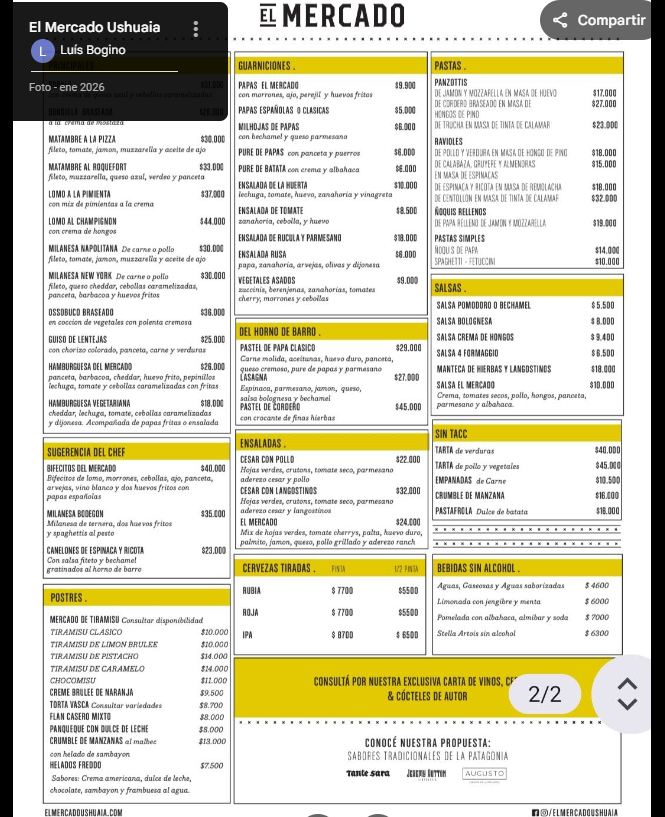 El Mercado Ushuaia
L Luís Bogino
Foto - ene 2026
EL MERCADO
Compartir
PRINCIPALES
a la crema de mostaza
MATAMBRE A LA PIZZA $30.000
fileto, tomate, jamon, muzzarella y aceite de ajo
MATAMBRE AL ROQUEFORT $33.000
fileto, muzzarella, queso azul, verdeo y panceta
LOMO A LA PIMIENTA $37.000
con mix de pimientas a la crema
LOMO AL CHAMPIGNON $44.000
con crema de hongos
MILANESA NAPOLITANA De carne o pollo $30.000
fileto, tomate, jamon, muzzarella y aceite de ajo
MILANESA NEW YORK De carne o pollo $30.000
fileto, queso cheddar, cebollas caramelizadas,
panceta, barbacoa y huevos fritos
OSSOBUCO BRASEADO $36.000
en coccion de vegetales con polenta cremosa
GUISO DE LENTEJAS $25.000
con chorizo colorado, panceta, carne y verduras
HAMBURGUESA DEL MERCADO $26.000
panceta, barbacoa, cheddar, huevo frito, pepinillos
lechuga, tomate y cebollas caramelizadas con fritas
HAMBURGUESA VEGETARIANA $18.000
cheddar, lechuga, tomate, cebollas caramelizadas
y dijonesa. Acompañada de papas fritas o ensalada
SUGERENCIA DEL CHEF
BIFECITOS DEL MERCADO $40.000
Bifecitos de lomo, morrones, cebollas, ajo, panceta,
arvejas, vino blanco y dos huevos fritos con
papas españolas
MILANESA BODEGON $35.000
Milanesa de ternera, dos huevos fritos
y spaghettis al pesto
CANELONES DE ESPINACA Y RICOTA $23.000
Con salsa fileto y bechamel
gratinados al horno de barro
POSTRES .
MERCADO DE TIRAMISU Consultar disponibilidad
TIRAMISU CLASICO $10.000
TIRAMISU DE LIMON BRULEE $10.000
TIRAMISU DE PISTACHO $14.000
TIRAMISU DE CARAMELO $14.000
CHOCOMISU $11.000
CREME BRULEE DE NARANJA $9.500
TORTA VASCA Consultar variedades $8.700
FLAN CASERO MIXTO $8.000
PANQUEQUE CON DULCE DE LECHE $8.000
CRUMBLE DE MANZANAS al malbec $13.000
con helado de sambayon
HELADOS FREDDO $7.500
Sabores: Crema americana, dulce de leche,
chocolate, sambayon y frambuesa al agua.
GUARNICIONES .
PAPAS EL MERCADO $9.900
con morrones, ajo, perejil y huevos fritos
PAPAS ESPAÑOLAS O CLASICAS $5.000
MILHOJAS DE PAPAS $6.000
con bechamel y queso parmesano
PURE DE PAPAS con panceta y puerros $6.000
PURE DE BATATA con crema y albahaca $6.000
ENSALADA DE LA HUERTA $10.000
lechuga, tomate, huevo, zanahoria y vinagreta
ENSALADA DE TOMATE $8.500
zanahoria, cebolla, y huevo
ENSALADA DE RUCULA Y PARMESANO $18.000
ENSALADA RUSA $6.000
papa, zanahoria, arvejas, olivas y dijonesa
VEGETALES ASADOS $9.000
zuccinis, berenjenas, zanahorias, tomates
cherry, morrones y cebollas
DEL HORNO DE BARRO .
PASTEL DE PAPA CLASICO $29.000
Carne molida, aceitunas, huevo duro, panceta,
queso cremoso, pure de papas y parmesano
LASAGNA $27.000
Espinaca, parmesano, jamon, queso,
salsa bolognesa y bechamel
PASTEL DE CORDERO $45.000
con crocante de finas hierbas
ENSALADAS .
CESAR CON POLLO $22.000
Hojas verdes, crutons, tomate seco, parmesano
aderezo cesar y pollo
CESAR CON LANGOSTINOS $32.000
Hojas verdes, crutons, tomate seco, parmesano
aderezo cesar y langostinos
EL MERCADO $24.000
Mix de hojas verdes, tomate cherrys, palta, huevo duro,
palmito, jamon, queso, pollo grillado y aderezo ranch
CERVEZAS TIRADAS . PINTA 1/2 PINTA
RUBIA $ 7700 $5500
ROJA $ 7700 $5500
IPA $ 8700 $ 6500
PASTAS .
PANZOTTIS
DE JAMON Y MOZZARELLA EN MASA DE HUEVO $17.000
DE CORDERO BRASEADO EN MASA DE $27.000
HONGOS DE PINO
DE TRUCHA EN MASA DE TINTA DE CALAMAR $23.000
RAVIOLES
DE POLLO Y VERDURA EN MASA DE HONGO DE PINO $18.000
DE CALABAZA, GRUYERE Y ALMENDRAS $15.000
EN MASA DE ESPINACAS
DE ESPINACA Y RICOTA EN MASA DE REMOLACHA $18.000
DE CENTOLLON EN MASA DE TINTA DE CALAMAR $32.000
ÑOQUIS RELLENOS
DE PAPA RELLENO DE JAMON Y MOZZARELLA $19.000
PASTAS SIMPLES
ÑOQUIS DE PAPA $14.000
SPAGHETTI - FETUCCINI $10.000
SALSAS .
SALSA POMODORO O BECHAMEL $ 5.500
SALSA BOLOGNESA $ 8.000
SALSA CREMA DE HONGOS $ 9.400
SALSA 4 FORMAGGIO $ 6.500
MANTECA DE HIERBAS Y LANGOSTINOS $18.000
SALSA EL MERCADO $10.000
Crema, tomates secos, pollo, hongos, panceta,
parmesano y albahaca.
SIN TACC
TARTA de verduras $40.000
TARTA de pollo y vegetales $45.000
EMPANADAS de Carne $10.500
CRUMBLE DE MANZANA $16.000
PASTAFROLA Dulce de batata $16.000
BEBIDAS SIN ALCOHOL .
Aguas, Gaseosas y Aguas saborizadas $ 4600
Limonada con jengibre y menta $ 6000
Pomelada con albahaca, almibar y soda $ 7000
Stella Artois sin alcohol $ 6300
CONSULTÁ POR NUESTRA EXCLUSIVA CARTA DE VINOS,
& CÓCTELES DE AUTOR
2/2
CONOCÉ NUESTRA PROPUESTA:
SABORES TRADICIONALES DE LA PATAGONIA
Tante sara
JEREMY BUTTON
AUGUSTO
ELMERCADOUSHUAIA.COM
@/ELMERCADOUSHUAIA